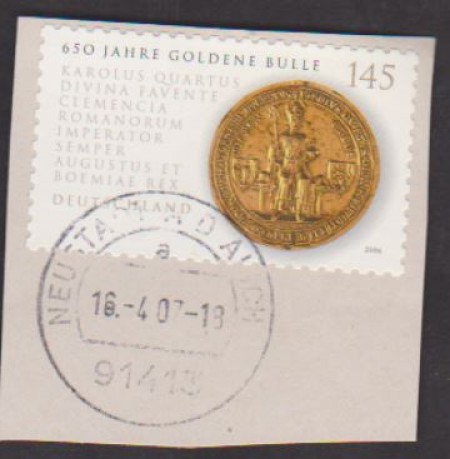 650 JAHRE GOLDENE BULLE
145
KAROLUS QUARTUS
DIVINA FAVENTE
CLEMENCIA
ROMANORUM
IMPERATOR
SEMPER
AUGUSTUS ET
BOEMIAE REX
DEUTSCHLAND
2006
NEUSTADT A D AISCH
a
16.-4.07-18
91413